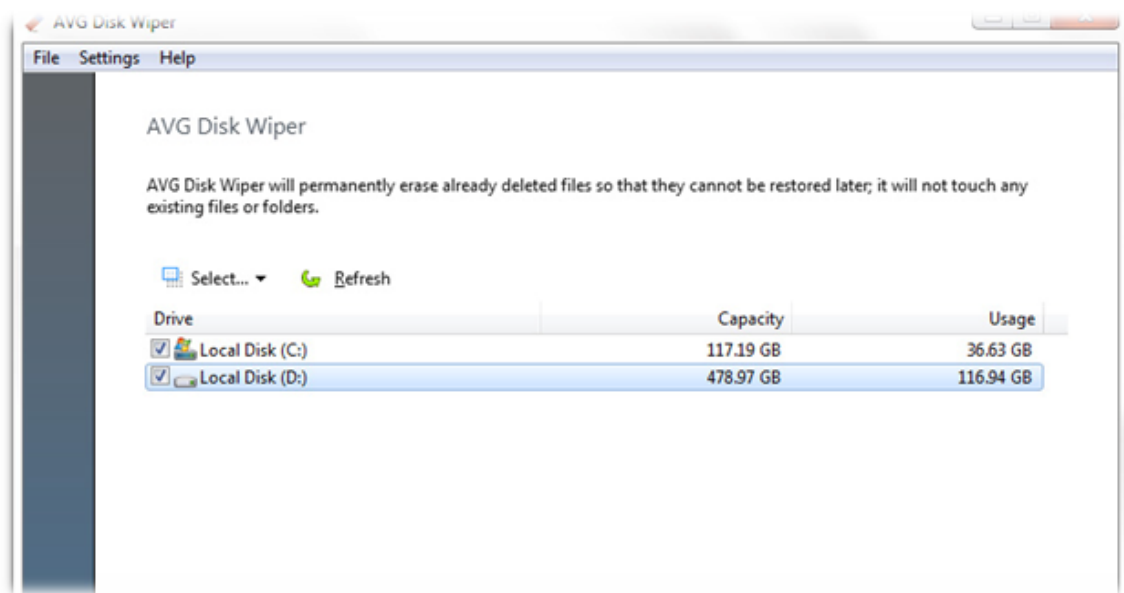 AVG Disk Wiper
File Settings Help
AVG Disk Wiper
AVG Disk Wiper will permanently erase already deleted files so that they cannot be restored later; it will not touch any
existing files or folders.
Select... Refresh
Drive Capacity Usage
Local Disk (C:) 117.19 GB 36.63 GB
Local Disk (D:) 478.97 GB 116.94 GB